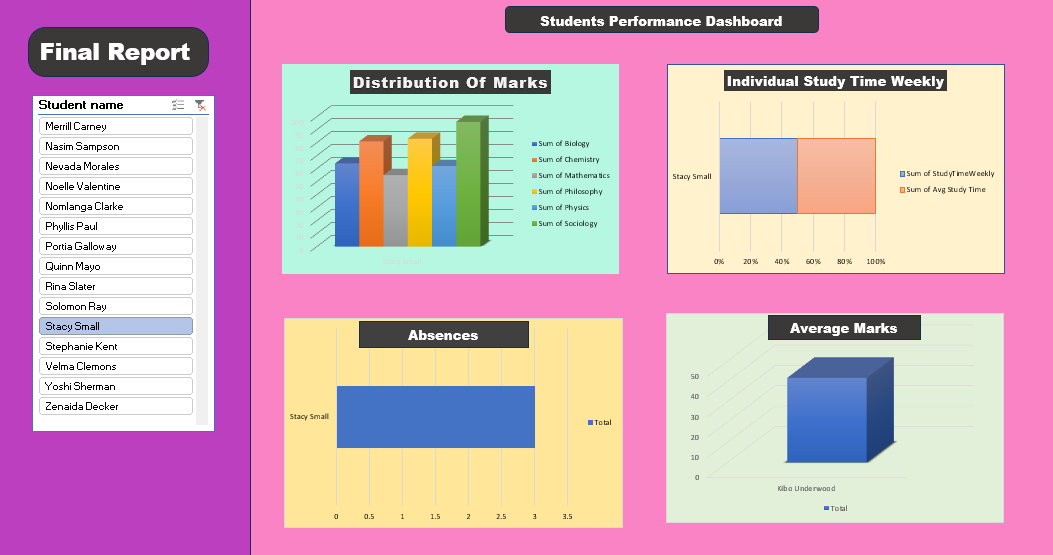 Students Performance Dashboard
Final Report
Student name
Merrill Carney
Nasim Sampson
Nevada Morales
Noelle Valentine
Nomlanga Clarke
Phyllis Paul
Portia Galloway
Quinn Mayo
Rina Slater
Solomon Ray
Stacy Small
Stephanie Kent
Velma Clemons
Yoshi Sherman
Zenaida Decker
Distribution Of Marks
Sum of Biology
Sum of Chemistry
Sum of Mathematics
Sum of Philosophy
Sum of Physics
Sum of Sociology
Individual Study Time Weekly
Stacy Small
0% 20% 40% 60% 80% 100%
Sum of StudyTimeWeekly
Sum of Avg Study Time
Absences
Stacy Small
0 0.5 1 1.5 2 2.5 3 3.5
Total
Average Marks
50
40
30
20
10
0
Kibo Underwood
Total